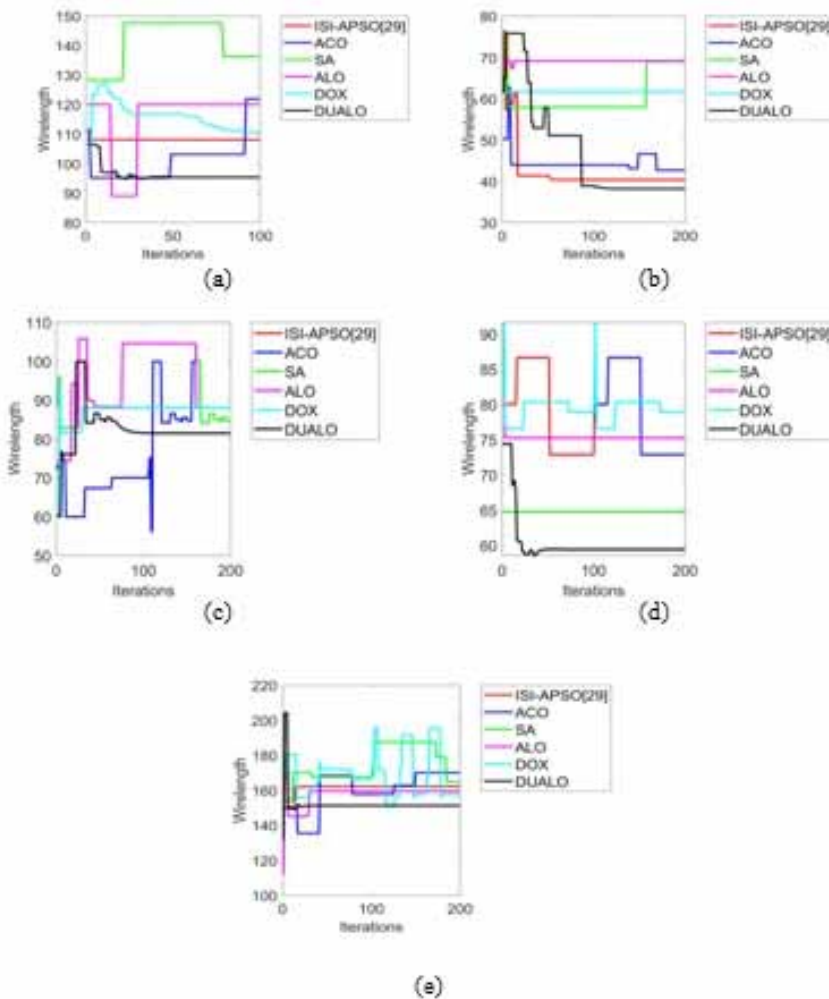 150
140
130
120
110
100
90
80
Wirelength
0
50
100
Iterations
ISI-APSO[29]
ACO
SA
ALO
DOX
DUALO
(a)
80
70
60
50
40
30
Wirelength
0
100
200
Iterations
ISI-APSO[29]
ACO
SA
ALO
DOX
DUALO
(b)
110
100
90
80
70
60
50
Wirelength
0
100
200
Iterations
ISI-APSO[29]
ACO
SA
ALO
DOX
DUALO
(c)
90
85
80
75
70
65
60
Wirelength
0
100
200
Iterations
ISI-APSO[29]
ACO
SA
ALO
DOX
DUALO
(d)
220
200
180
160
140
120
100
Wirelength
0
100
200
Iterations
ISI-APSO[29]
ACO
SA
ALO
DOX
DUALO
(e)